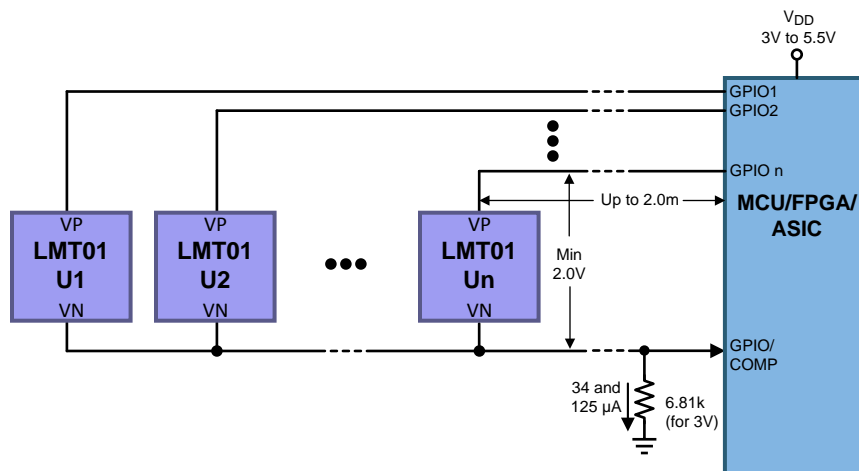 V_DD
3V to 5.5V
GPIO1
GPIO2
GPIO n
Up to 2.0m
MCU/FPGA/
ASIC
VP
LMT01
U1
VN
VP
LMT01
U2
VN
VP
LMT01
Un
VN
Min
2.0V
GPIO/
COMP
34 and
125 µA
6.81k
(for 3V)